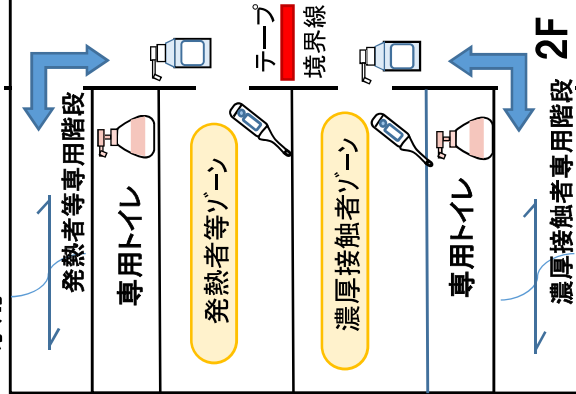 テープ
境界線
2F
発熱者等専用階段
専用トイレ
発熱者等ゾーン
濃厚接触者ゾーン
専用トイレ
濃厚接触者専用階段